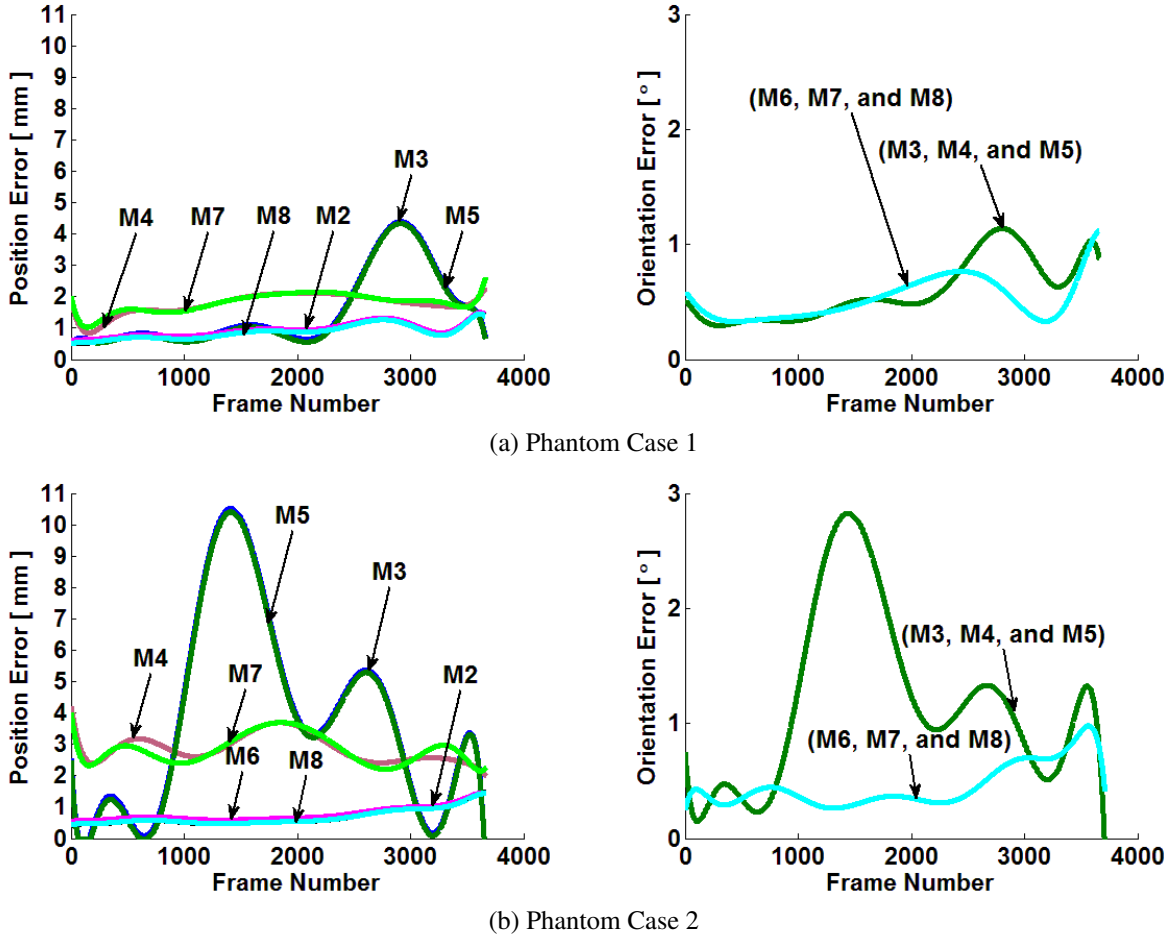 Position Error [ mm ]
11
10
9
8
7
6
5
4
3
2
1
0
M4
M7
M8
M2
M3
M5
0 1000 2000 3000 4000
Frame Number
Orientation Error [ ° ]
3
2
1
0
(M6, M7, and M8)
(M3, M4, and M5)
0 1000 2000 3000 4000
Frame Number
(a) Phantom Case 1
Position Error [ mm ]
11
10
9
8
7
6
5
4
3
2
1
0
M5
M3
M4
M7
M2
M6
M8
0 1000 2000 3000 4000
Frame Number
Orientation Error [ ° ]
3
2
1
0
(M3, M4, and M5)
(M6, M7, and M8)
0 1000 2000 3000 4000
Frame Number
(b) Phantom Case 2